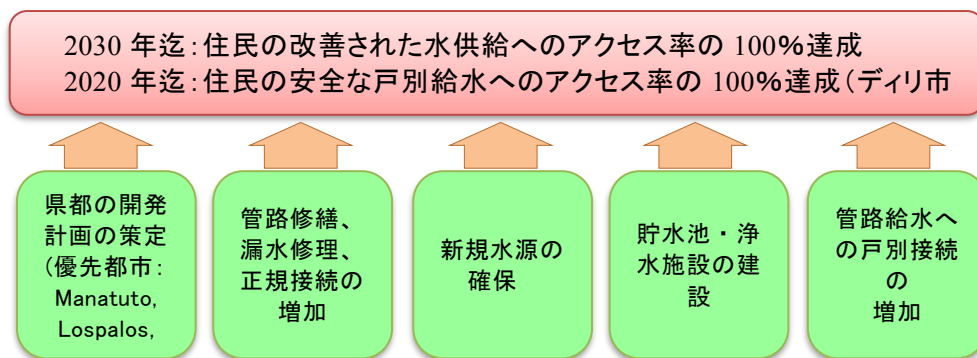 2030 年迄：住民の改善された水供給へのアクセス率の 100％達成
2020 年迄：住民の安全な戸別給水へのアクセス率の 100％達成（ディリ市
県都の開発
計画の策定
（優先都市：
Manatuto,
Lospalos,
管路修繕、
漏水修理、
正規接続の
増加
新規水源の
確保
貯水池・浄
水施設の建
設
管路給水へ
の戸別接続
の
増加